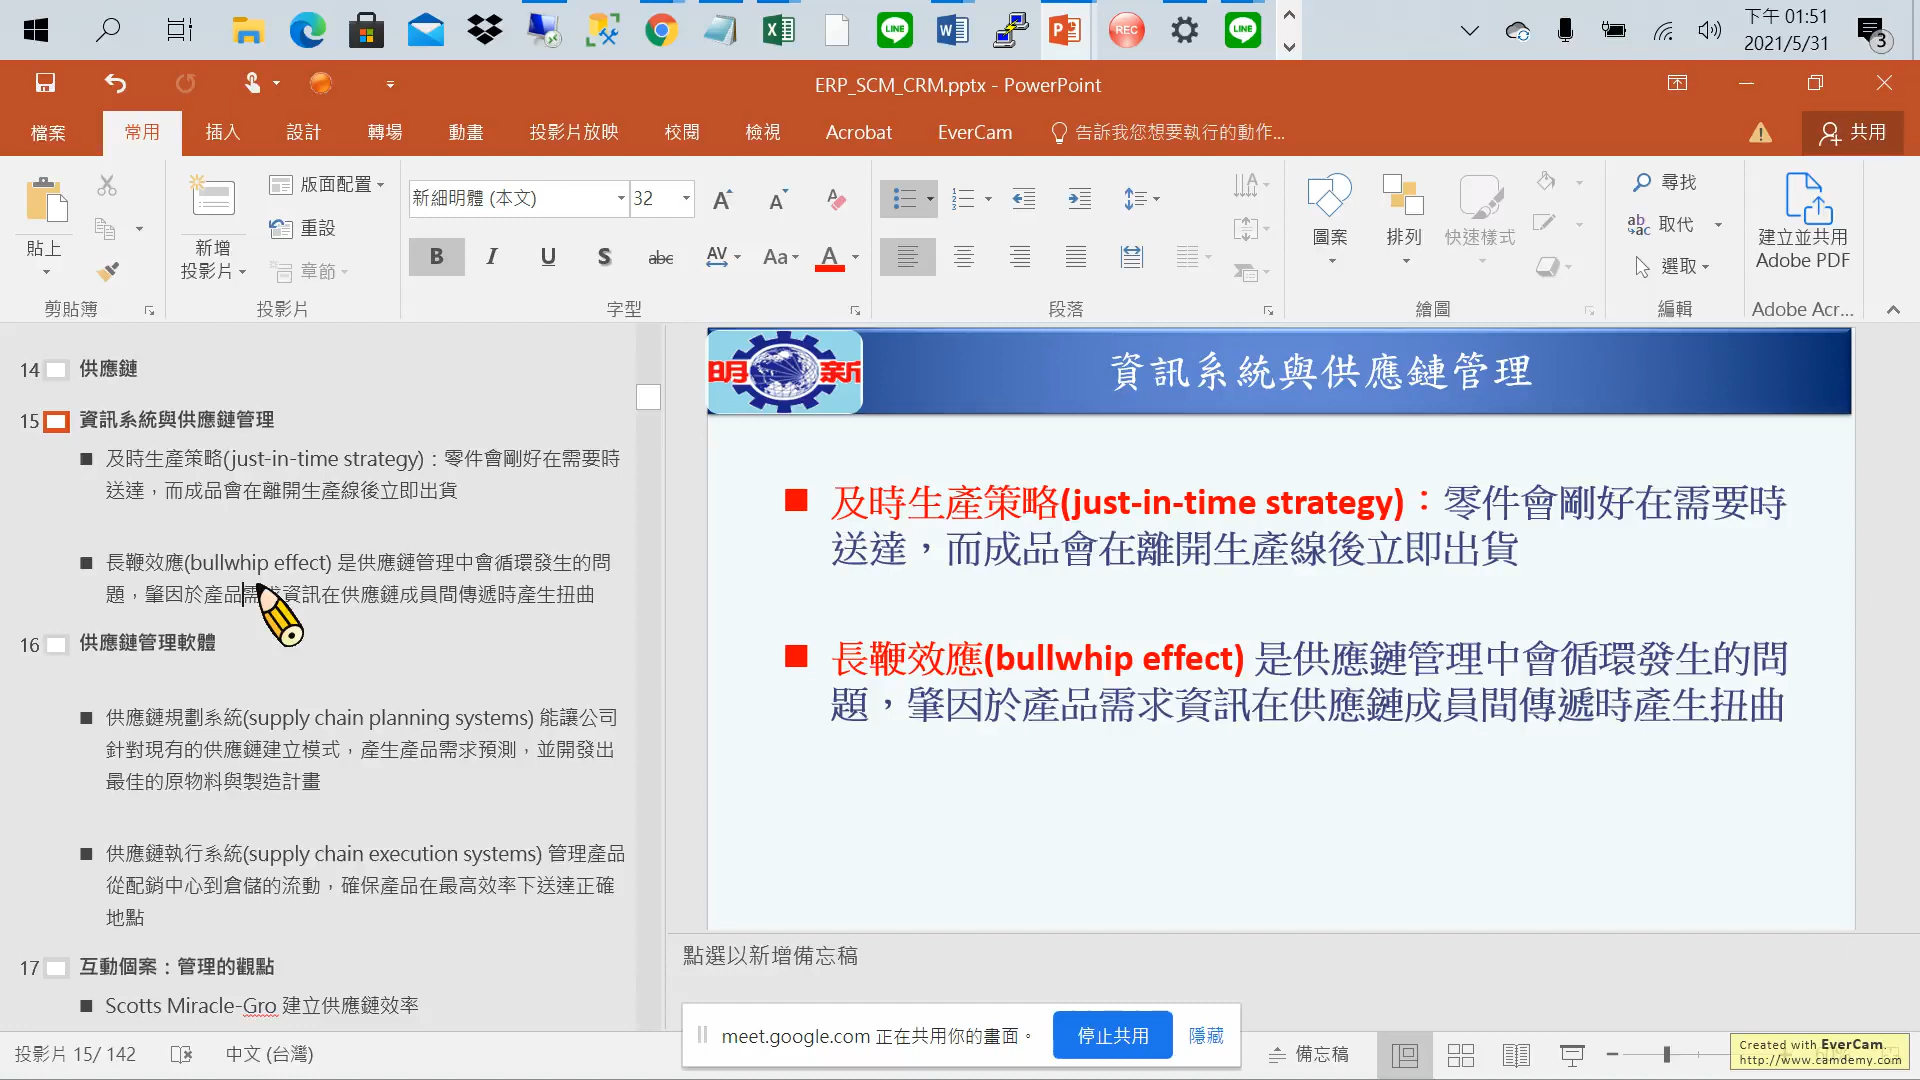 下午 01:51
2021/5/31
3
ERP_SCM_CRM.pptx - PowerPoint
檔案
常用
插入
設計
轉場
動畫
投影片放映
校閱
檢視
Acrobat
EverCam
告訴我您想要執行的動作...
共用
貼上
剪貼簿
新增
投影片
版面配置
重設
章節
投影片
新細明體 (本文)
32
字型
段落
圖案
排列
快速樣式
繪圖
尋找
取代
選取
編輯
建立並共用
Adobe PDF
Adobe Acr...
14 供應鏈
15 資訊系統與供應鏈管理
■ 及時生產策略(just-in-time strategy)：零件會剛好在需要時
送達，而成品會在離開生產線後立即出貨
■ 長鞭效應(bullwhip effect) 是供應鏈管理中會循環發生的問
題，肇因於產品需求資訊在供應鏈成員間傳遞時產生扭曲
16 供應鏈管理軟體
■ 供應鏈規劃系統(supply chain planning systems) 能讓公司
針對現有的供應鏈建立模式，產生產品需求預測，並開發出
最佳的原物料與製造計畫
■ 供應鏈執行系統(supply chain execution systems) 管理產品
從配銷中心到倉儲的流動，確保產品在最高效率下送達正確
地點
17 互動個案：管理的觀點
■ Scotts Miracle-Gro 建立供應鏈效率
明新
資訊系統與供應鏈管理
■ 及時生產策略(just-in-time strategy)：零件會剛好在需要時
送達，而成品會在離開生產線後立即出貨
■ 長鞭效應(bullwhip effect) 是供應鏈管理中會循環發生的問
題，肇因於產品需求資訊在供應鏈成員間傳遞時產生扭曲
點選以新增備忘稿
meet.google.com 正在共用你的畫面。
停止共用
隱藏
投影片 15/ 142
中文 (台灣)
備忘稿
Created with EverCam.
http://www.camdemy.com